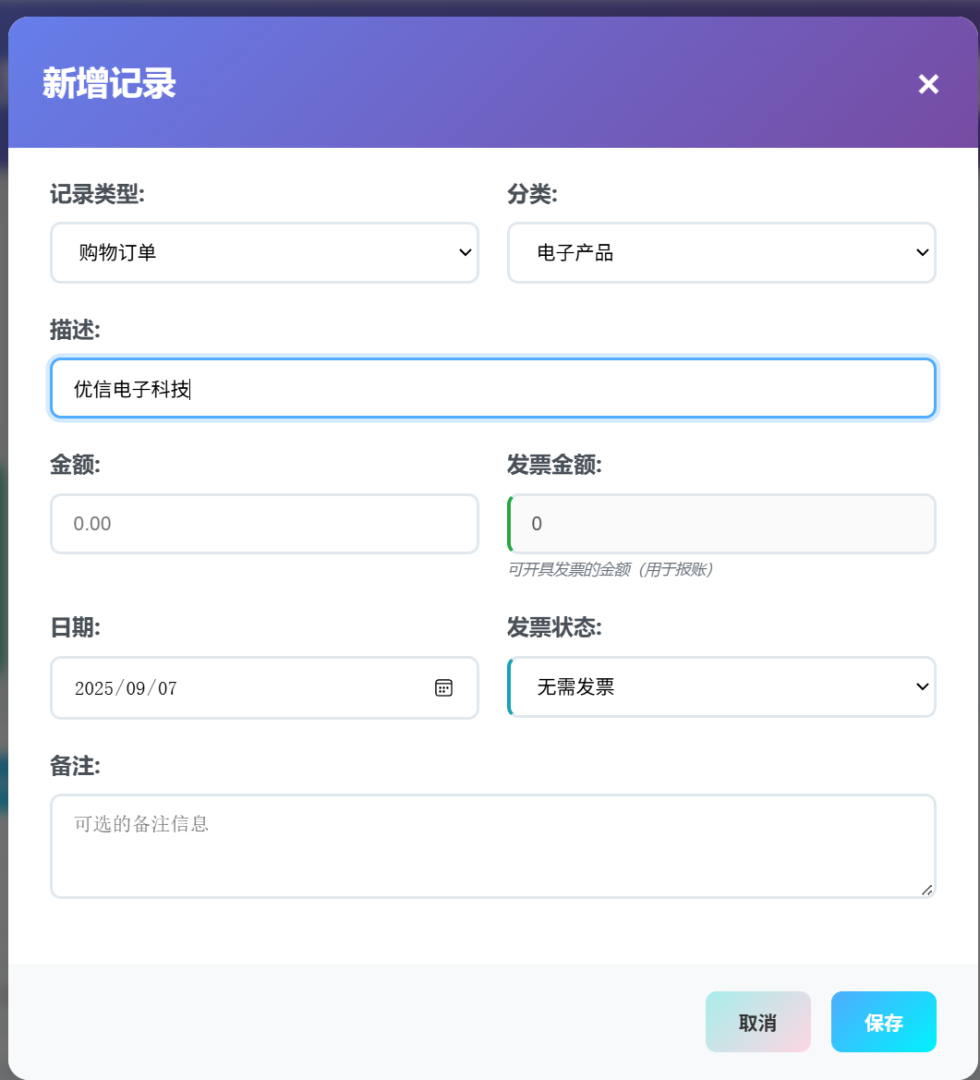 新增记录
记录类型:
分类:
购物订单
电子产品
描述:
优信电子科技
金额:
发票金额:
0.00
0
可开具发票的金额（用于报账）
日期:
发票状态:
2025/09/07
无需发票
备注:
可选的备注信息
取消
保存